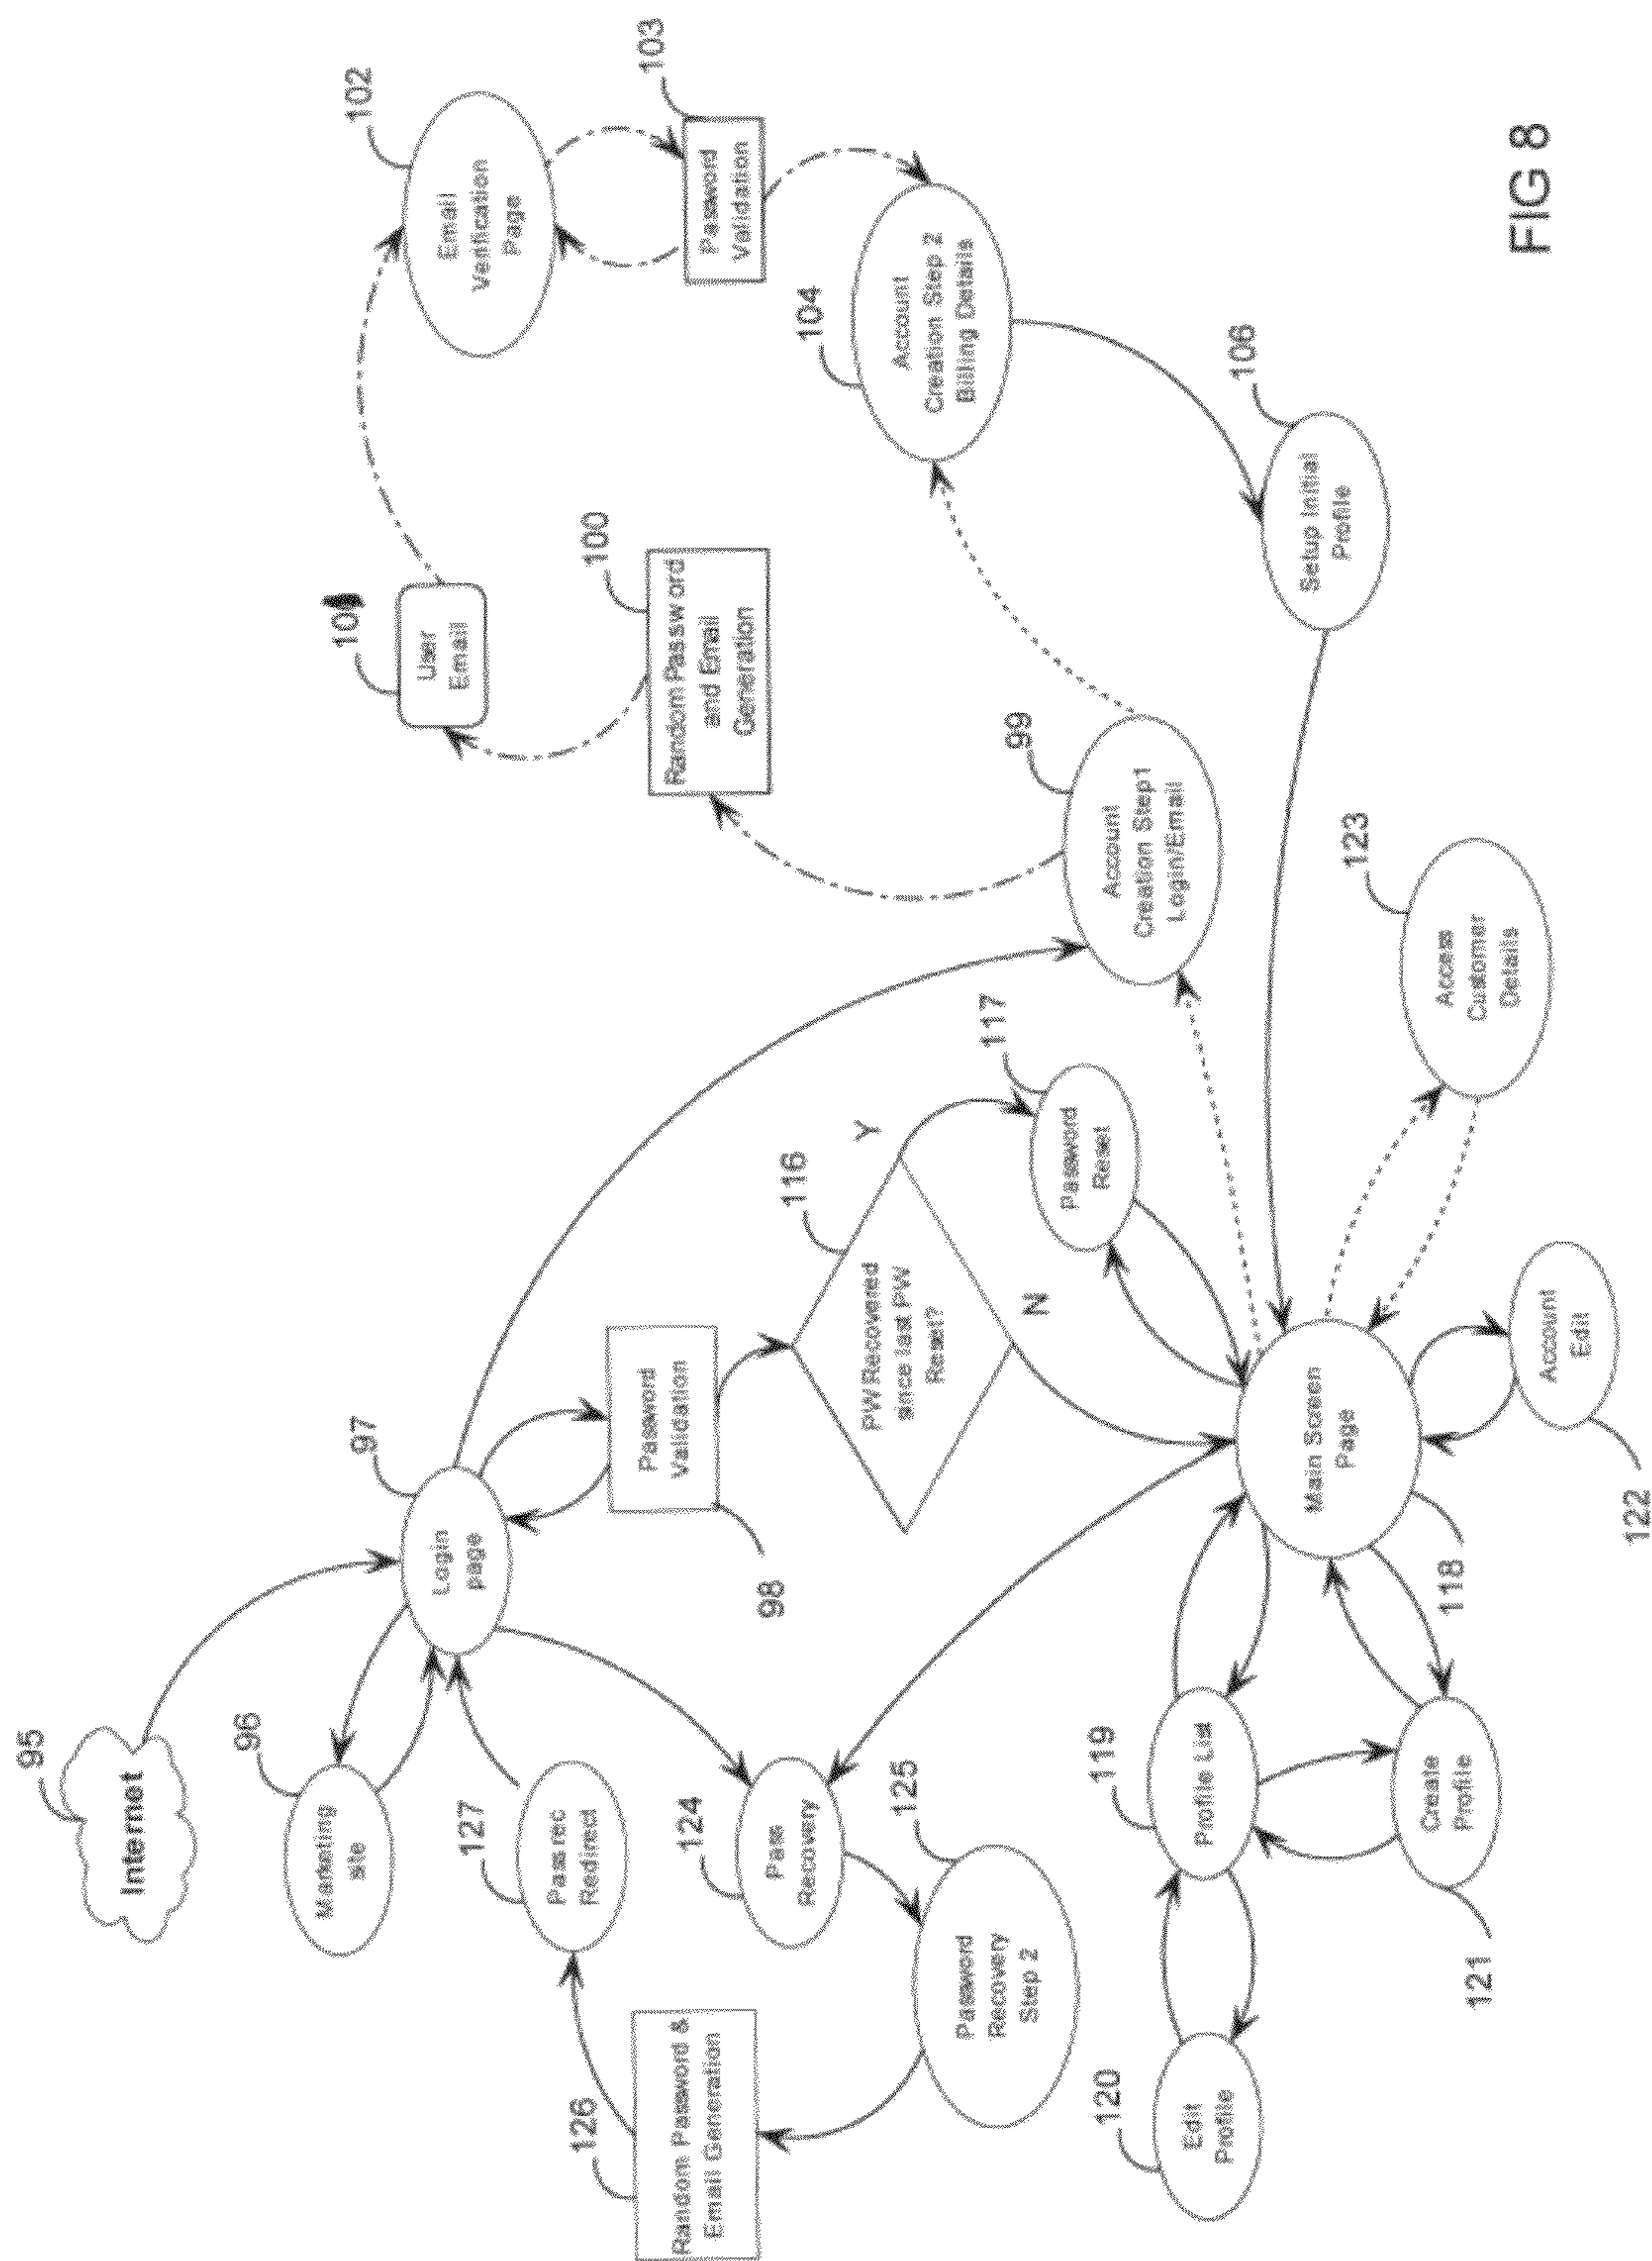 95
Internet
96
Marketing
site
97
Login
page
127
Pass rec
Redirect
126
Random Password &
Email Generation
124
Pass
Recovery
125
Password
Recovery
Step 2
98
Password
Validation
116
PW Recovered
since last PW
Reset?
Y
N
117
Password
Reset
101
User
Email
100
Random Password
and Email
Generation
102
Email
Verification
Page
103
Password
Validation
104
Account
Creation Step 2
Billing Details
99
Account
Creation Step1
Login/Email
106
Setup Initial
Profile
120
Edit
Profile
119
Profile List
121
Create
Profile
118
Main Screen
Page
122
Account
Edit
123
Access
Customer
Details
FIG 8